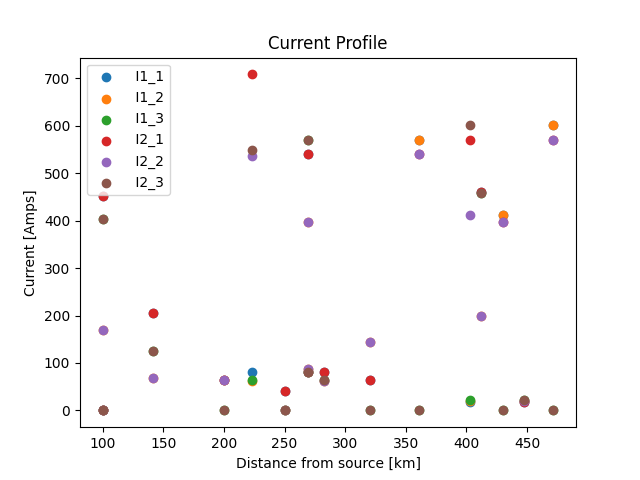 Current Profile
I1_1
I1_2
I1_3
I2_1
I2_2
I2_3
Current [Amps]
700
600
500
400
300
200
100
0
100 150 200 250 300 350 400 450
Distance from source [km]